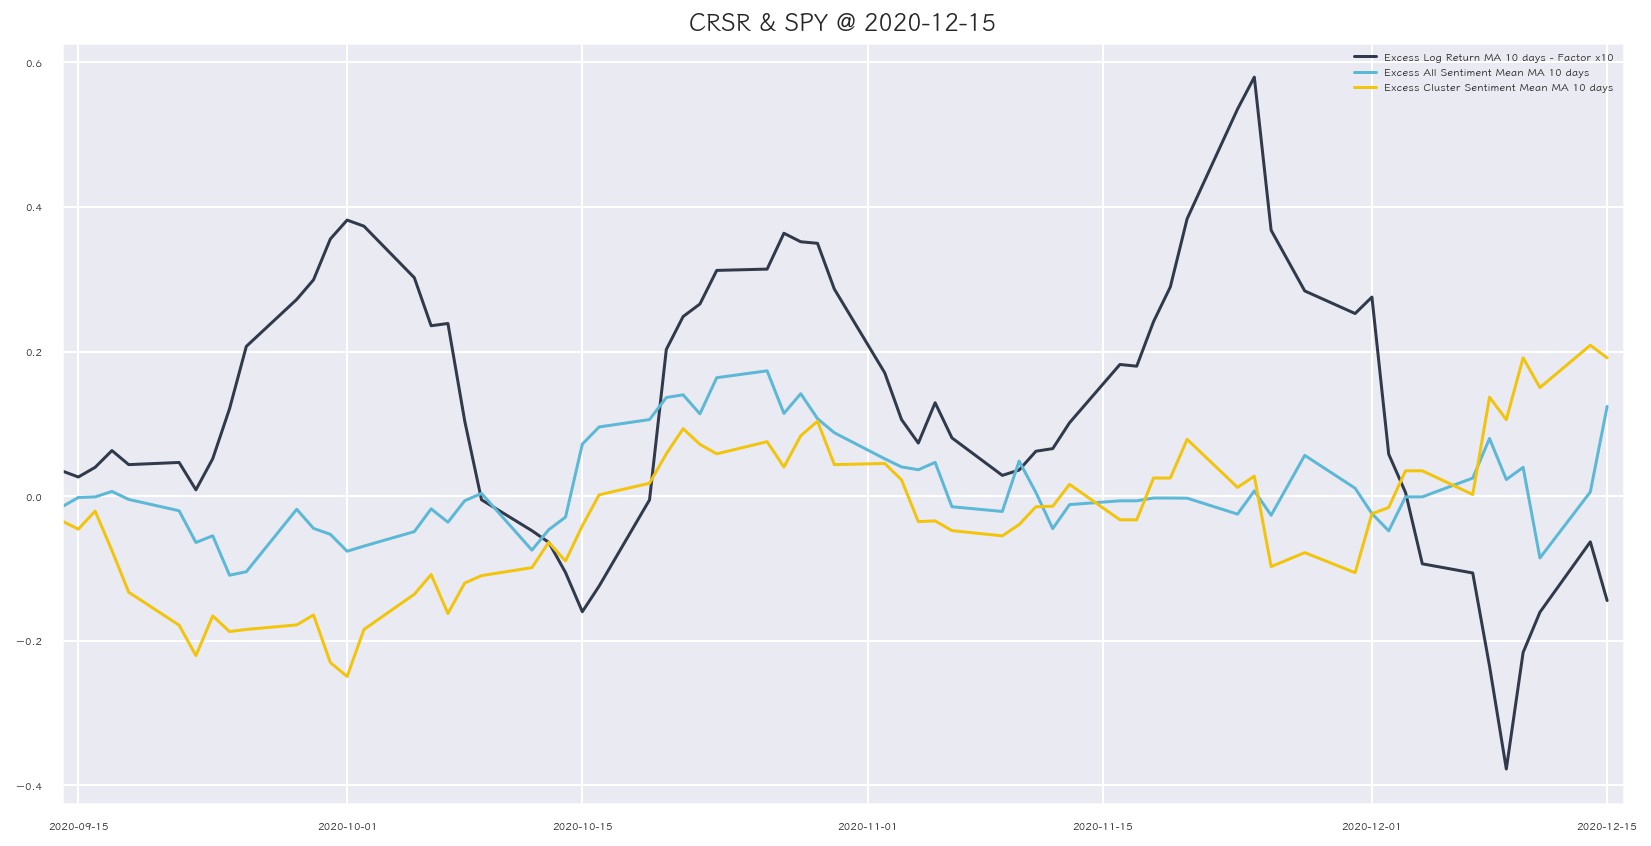 CRSR & SPY @ 2020-12-15
Excess Log Return MA 10 days - Factor x10
Excess All Sentiment Mean MA 10 days
Excess Cluster Sentiment Mean MA 10 days
0.6
0.4
0.2
0.0
−0.2
−0.4
2020-09-15 2020-10-01 2020-10-15 2020-11-01 2020-11-15 2020-12-01 2020-12-15